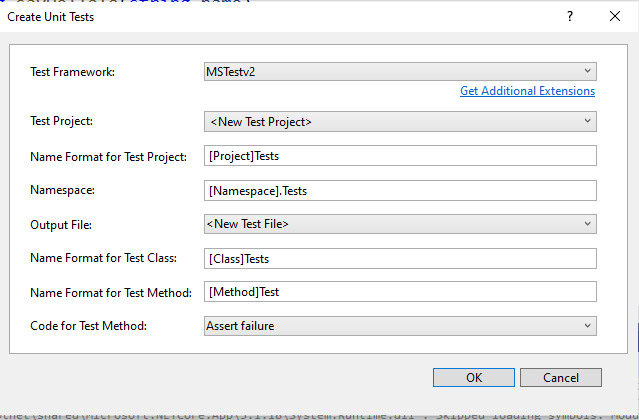 Create Unit Tests
?
Test Framework: MSTestv2
Get Additional Extensions
Test Project: <New Test Project>
Name Format for Test Project: [Project]Tests
Namespace: [Namespace].Tests
Output File: <New Test File>
Name Format for Test Class: [Class]Tests
Name Format for Test Method: [Method]Test
Code for Test Method: Assert failure
OK Cancel